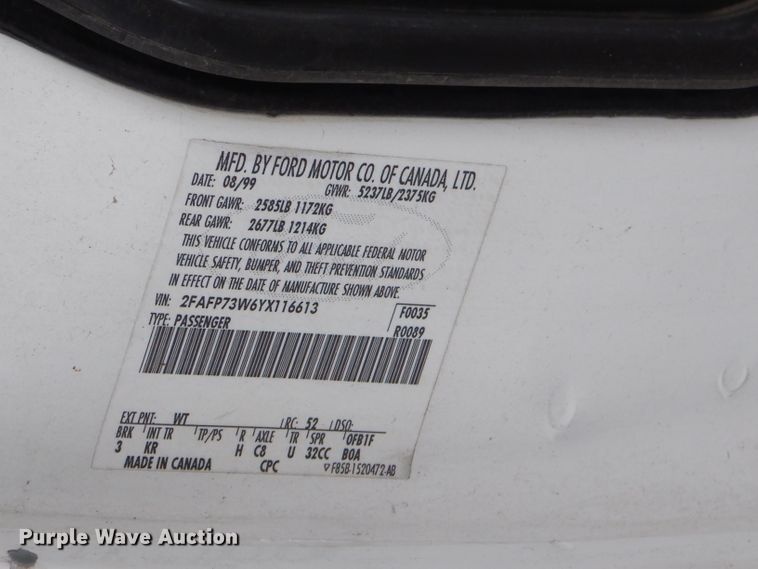 MFD. BY FORD MOTOR CO. OF CANADA, LTD.
DATE: 08/99 GVWR: 5237LB/2375KG
FRONT GAWR: 2585LB 1172KG
REAR GAWR: 2677LB 1214KG
THIS VEHICLE CONFORMS TO ALL APPLICABLE FEDERAL MOTOR
VEHICLE SAFETY, BUMPER, AND THEFT PREVENTION STANDARDS
IN EFFECT ON THE DATE OF MANUFACTURE SHOWN ABOVE.
VIN: 2FAFP73W6YX116613 F0035
TYPE: PASSENGER R0089
EXT PNT: WT RC: 52 DSO:
BRK INT TR TP/PS R AXLE TR SPR OFB1F
3 KR H C8 U 32CC BOA
MADE IN CANADA CPC F85B-1520472-AB
Purple Wave Auction